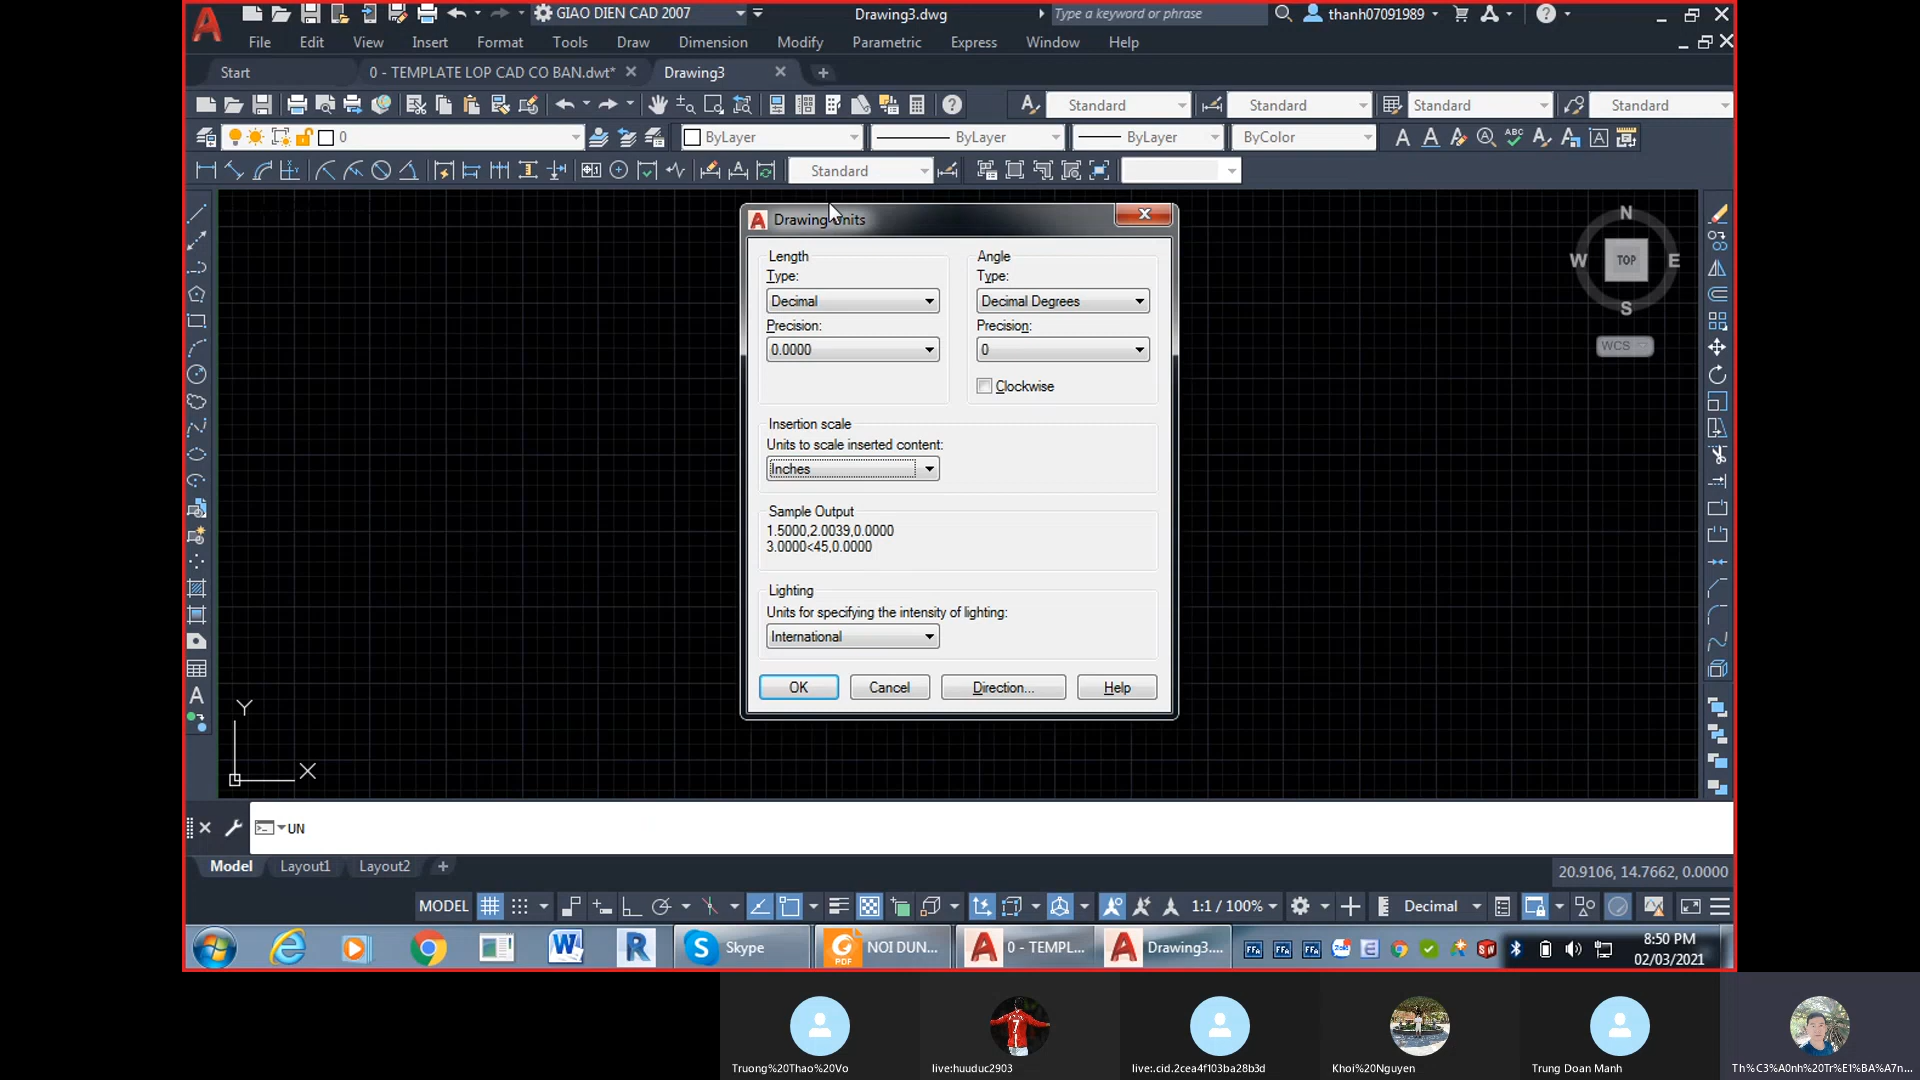 GIAO DIEN CAD 2007
Drawing3.dwg
Type a keyword or phrase
thanh07091989
File Edit View Insert Format Tools Draw Dimension Modify Parametric Express Window Help
Start
0 - TEMPLATE LOP CAD CO BAN.dwt*
Drawing3
Standard Standard Standard Standard
0
ByLayer ByLayer ByLayer ByColor
Standard
Drawing Units
Length
Type:
Decimal
Precision:
0.0000
Angle
Type:
Decimal Degrees
Precision:
0
Clockwise
Insertion scale
Units to scale inserted content:
Inches
Sample Output
1.5000,2.0039,0.0000
3.0000<45,0.0000
Lighting
Units for specifying the intensity of lighting:
International
OK Cancel Direction... Help
N
W TOP E
S
WCS
Y
X
UN
Model Layout1 Layout2
20.9106, 14.7662, 0.0000
MODEL 1:1 / 100% Decimal
Skype
NOI DUN...
0 - TEMPL...
Drawing3....
8:50 PM
02/03/2021
Truong%20Thao%20Vo
live:huuduc2903
live:.cid.2cea4f103ba28b3d
Khoi%20Nguyen
Trung Doan Manh
Th%C3%A0nh%20Tr%E1%BA%A7n...